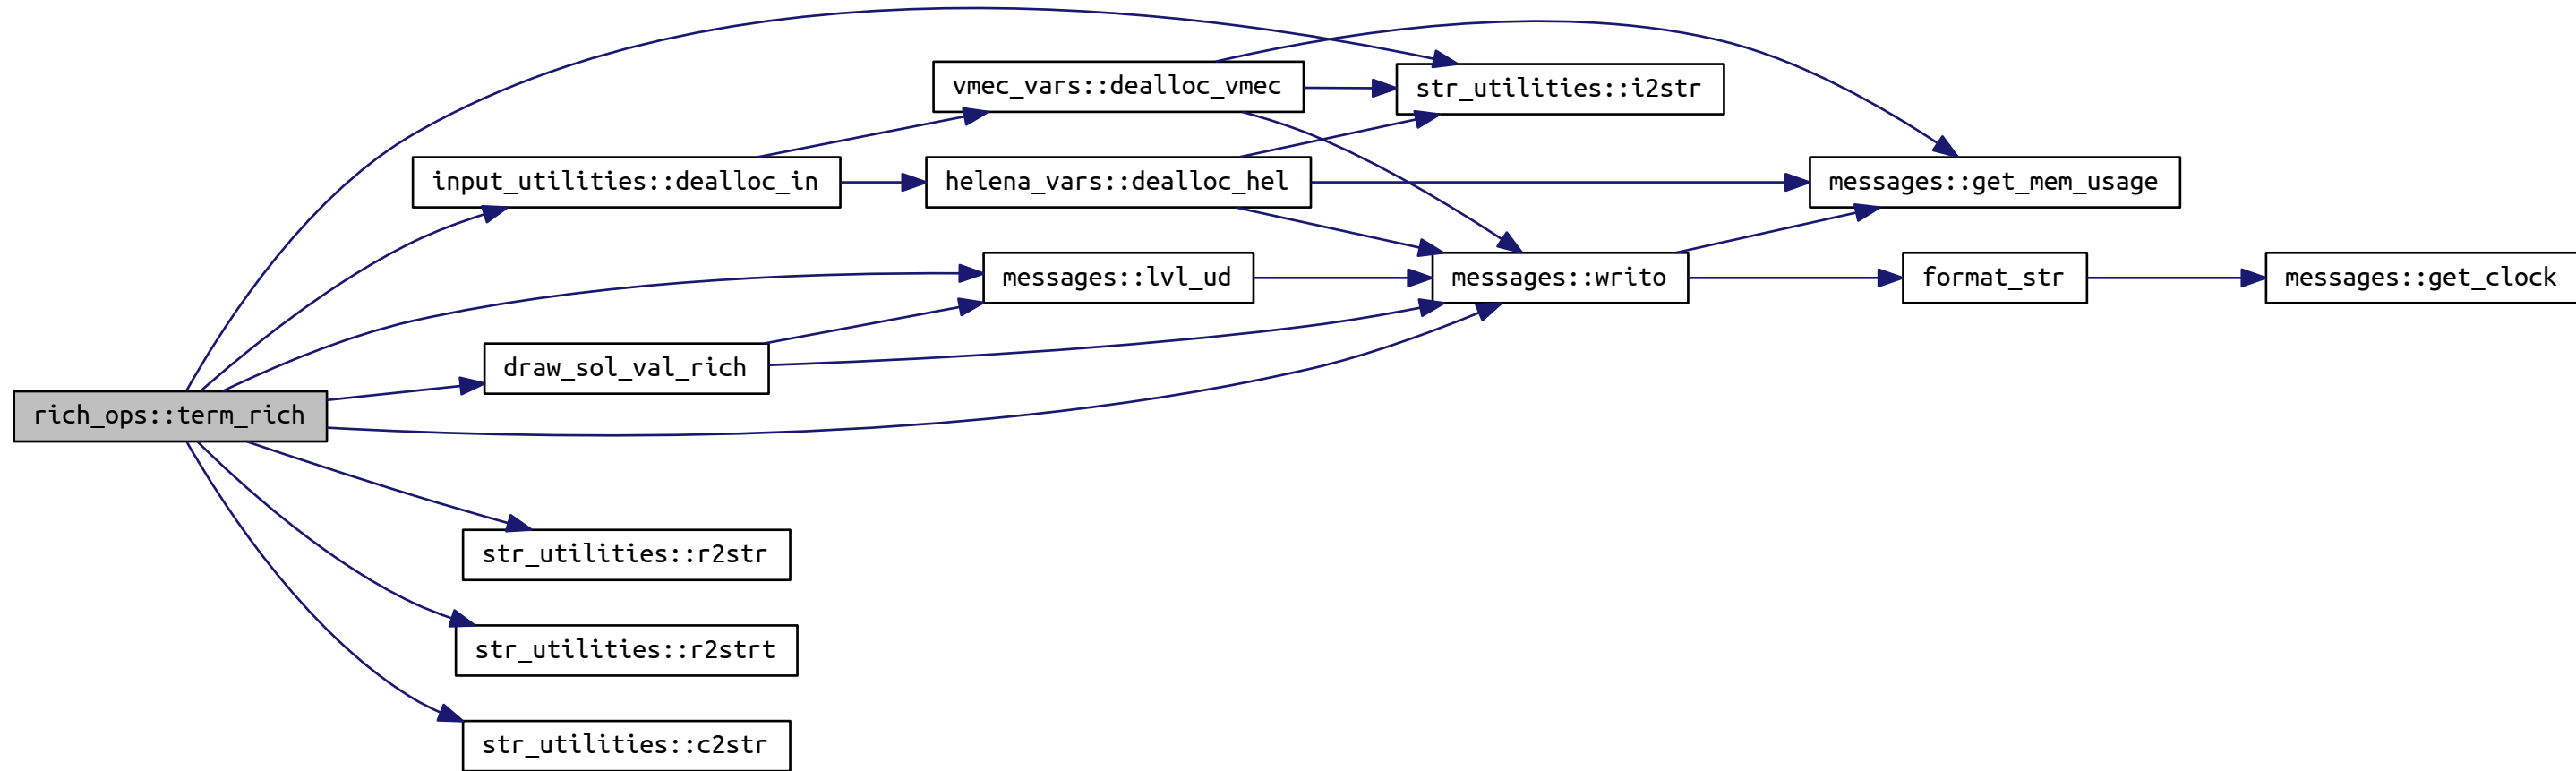 vmec_vars::dealloc_vmec
str_utilities::i2str
input_utilities::dealloc_in
helena_vars::dealloc_hel
messages::get_mem_usage
messages::lvl_ud
messages::writo
format_str
messages::get_clock
draw_sol_val_rich
rich_ops::term_rich
str_utilities::r2str
str_utilities::r2strt
str_utilities::c2str